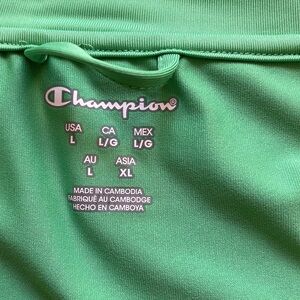 Champion®
USA CA MEX
L L/G L/G
AU ASIA
L XL
MADE IN CAMBODIA
FABRIQUÉ AU CAMBODGE
HECHO EN CAMBOYA